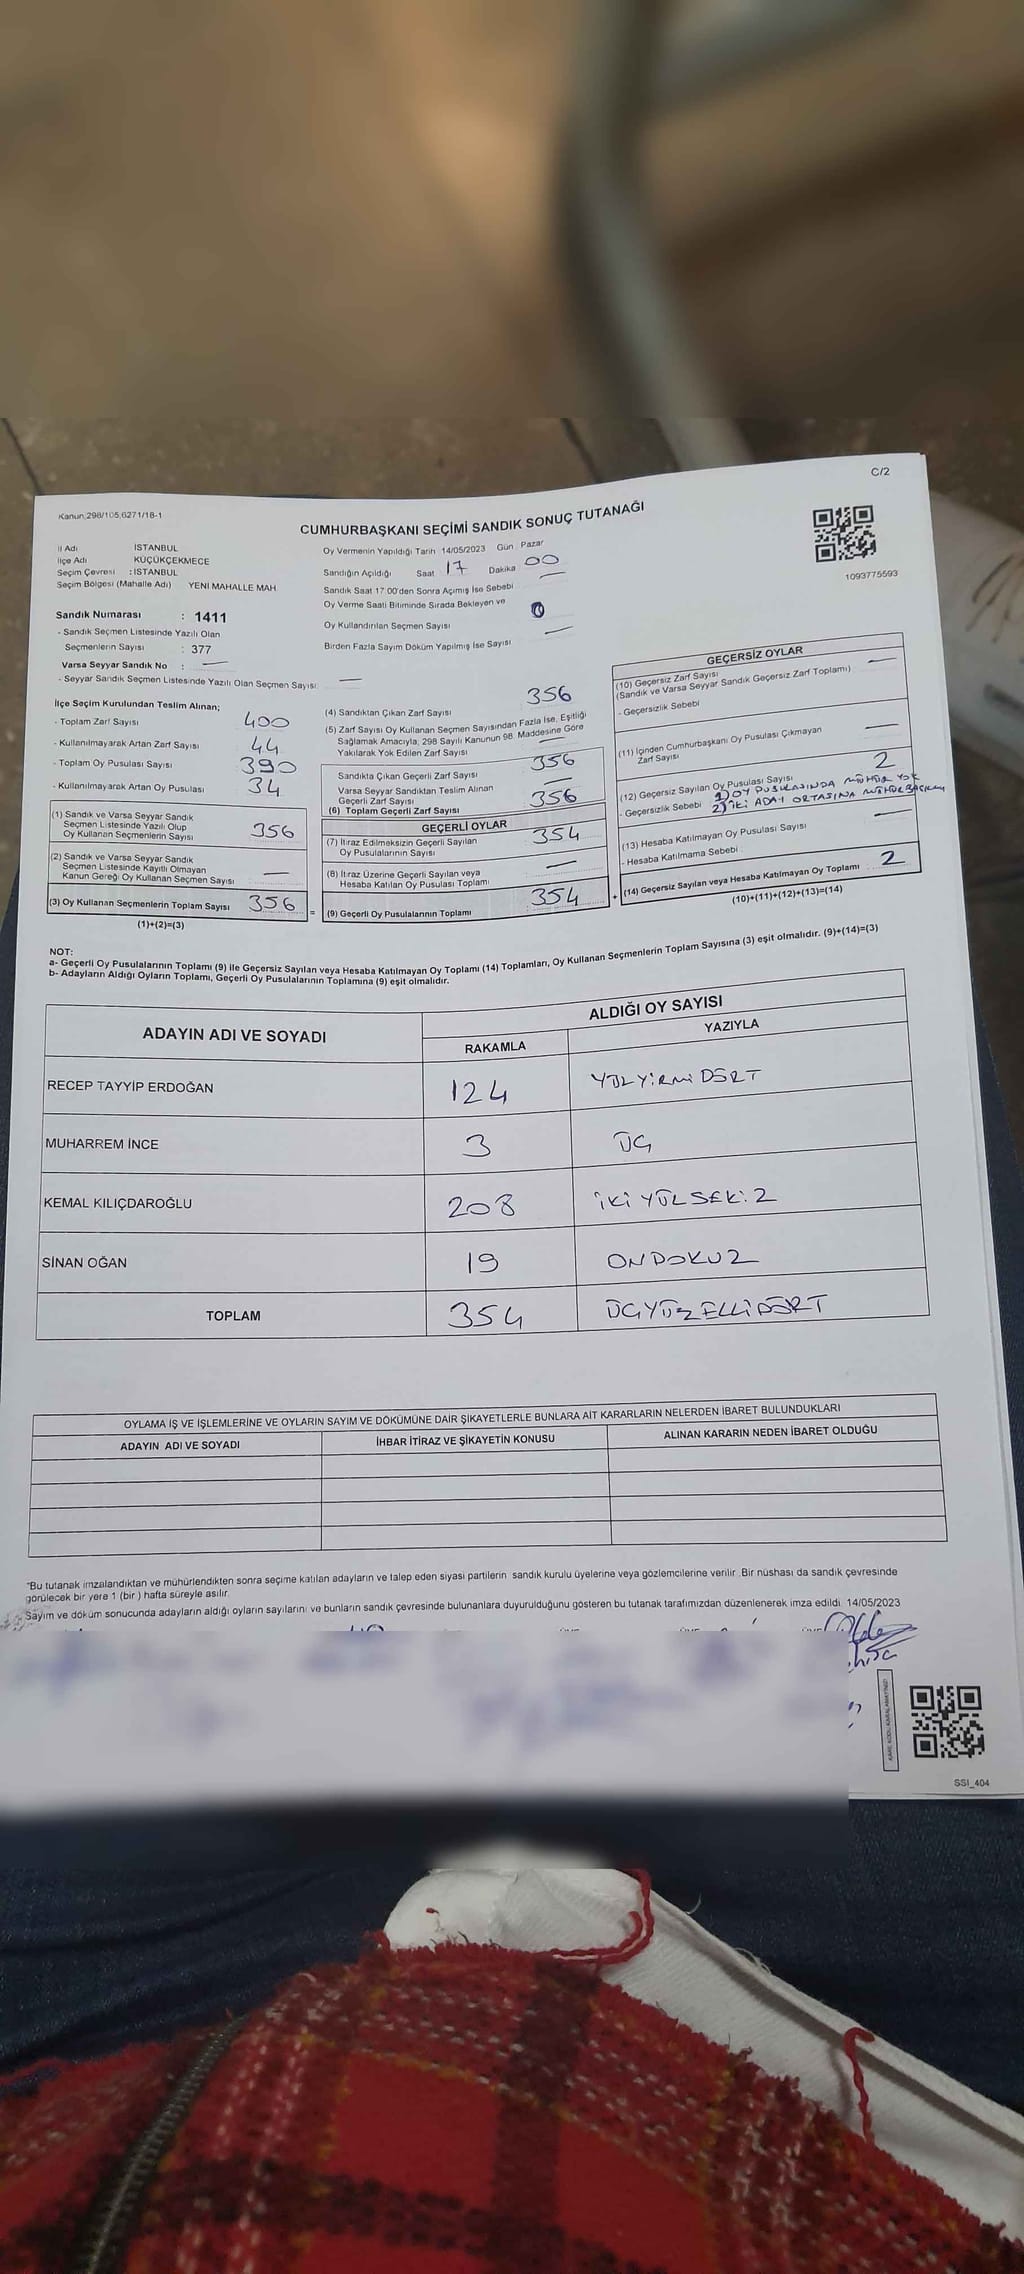 C/2
Kanun;298/105,6271/18-1
CUMHURBAŞKANI SEÇİMİ SANDIK SONUÇ TUTANAĞI
İl Adı İSTANBUL
İlçe Adı KÜÇÜKÇEKMECE
Seçim Çevresi : İSTANBUL
Seçim Bölgesi (Mahalle Adı) YENİ MAHALLE MAH
Sandık Numarası : 1411
- Sandık Seçmen Listesinde Yazılı Olan
Seçmenlerin Sayısı : 377
Varsa Seyyar Sandık No : —
- Seyyar Sandık Seçmen Listesinde Yazılı Olan Seçmen Sayısı: —
Oy Vermenin Yapıldığı Tarih 14/05/2023 Gün Pazar
Sandığın Açıldığı Saat 17 Dakika 00
Sandık Saat 17:00'den Sonra Açımış İse Sebebi —
Oy Verme Saati Bitiminde Sırada Bekleyen ve
Oy Kullandırılan Seçmen Sayısı 0
Birden Fazla Sayım Döküm Yapılmış İse Sayısı —
1093775593
İlçe Seçim Kurulundan Teslim Alınan;
- Toplam Zarf Sayısı 400
- Kullanılmayarak Artan Zarf Sayısı 44
- Toplam Oy Pusulası Sayısı 390
- Kullanılmayarak Artan Oy Pusulası 34
(1) Sandık ve Varsa Seyyar Sandık
Seçmen Listesinde Yazılı Olup
Oy Kullanan Seçmenlerin Sayısı 356
(2) Sandık ve Varsa Seyyar Sandık
Seçmen Listesinde Kayıtlı Olmayan
Kanun Gereği Oy Kullanan Seçmen Sayısı —
(3) Oy Kullanan Seçmenlerin Toplam Sayısı 356
(1)+(2)=(3)
(4) Sandıktan Çıkan Zarf Sayısı 356
(5) Zarf Sayısı Oy Kullanan Seçmen Sayısından Fazla İse, Eşitliği
Sağlamak Amacıyla; 298 Sayılı Kanunun 98. Maddesine Göre
Yakılarak Yok Edilen Zarf Sayısı —
Sandıkta Çıkan Geçerli Zarf Sayısı 356
Varsa Seyyar Sandıktan Teslim Alınan
Geçerli Zarf Sayısı —
(6) Toplam Geçerli Zarf Sayısı 356
GEÇERLİ OYLAR
(7) İtiraz Edilmeksizin Geçerli Sayılan
Oy Pusulalarının Sayısı 354
(8) İtiraz Üzerine Geçerli Sayılan veya
Hesaba Katılan Oy Pusulası Toplamı —
= (9) Geçerli Oy Pusulalarının Toplamı 354 +
GEÇERSİZ OYLAR
(10) Geçersiz Zarf Sayısı —
(Sandık ve Varsa Seyyar Sandık Geçersiz Zarf Toplamı)
- Geçersizlik Sebebi
(11) İçinden Cumhurbaşkanı Oy Pusulası Çıkmayan
Zarf Sayısı —
(12) Geçersiz Sayılan Oy Pusulası Sayısı 2
- Geçersizlik Sebebi 1) OY PUSULASINDA MÜHÜR YOK
2) İKİ ADAY ORTASINA MÜHÜR BASILMIŞ
(13) Hesaba Katılmayan Oy Pusulası Sayısı —
- Hesaba Katılmama Sebebi :
(14) Geçersiz Sayılan veya Hesaba Katılmayan Oy Toplamı 2
(10)+(11)+(12)+(13)=(14)
NOT:
a- Geçerli Oy Pusulalarının Toplamı (9) ile Geçersiz Sayılan veya Hesaba Katılmayan Oy Toplamı (14) Toplamları, Oy Kullanan Seçmenlerin Toplam Sayısına (3) eşit olmalıdır. (9)+(14)=(3)
b- Adayların Aldığı Oyların Toplamı, Geçerli Oy Pusulalarının Toplamına (9) eşit olmalıdır.
ADAYIN ADI VE SOYADI ALDIĞI OY SAYISI
RAKAMLA YAZIYLA
RECEP TAYYİP ERDOĞAN 124 YÜZYİRMİDÖRT
MUHARREM İNCE 3 ÜÇ
KEMAL KILIÇDAROĞLU 208 İKİYÜZSEKİZ
SİNAN OĞAN 19 ONDOKUZ
TOPLAM 354 ÜÇYÜZELLİDÖRT
OYLAMA İŞ VE İŞLEMLERİNE VE OYLARIN SAYIM VE DÖKÜMÜNE DAİR ŞİKAYETLERLE BUNLARA AİT KARARLARIN NELERDEN İBARET BULUNDUKLARI
ADAYIN ADI VE SOYADI İHBAR İTİRAZ VE ŞİKAYETİN KONUSU ALINAN KARARIN NEDEN İBARET OLDUĞU
"Bu tutanak imzalandıktan ve mühürlendikten sonra seçime katılan adayların ve talep eden siyasi partilerin sandık kurulu üyelerine veya gözlemcilerine verilir. Bir nüshası da sandık çevresinde
görülecek bir yere 1 (bir) hafta süreyle asılır.
Sayım ve döküm sonucunda adayların aldığı oyların sayılarını ve bunların sandık çevresinde bulunanlara duyurulduğunu gösteren bu tutanak tarafımızdan düzenlenerek imza edildi. 14/05/2023
KARE KODU KARALAMAYINIZ!
SSI_404